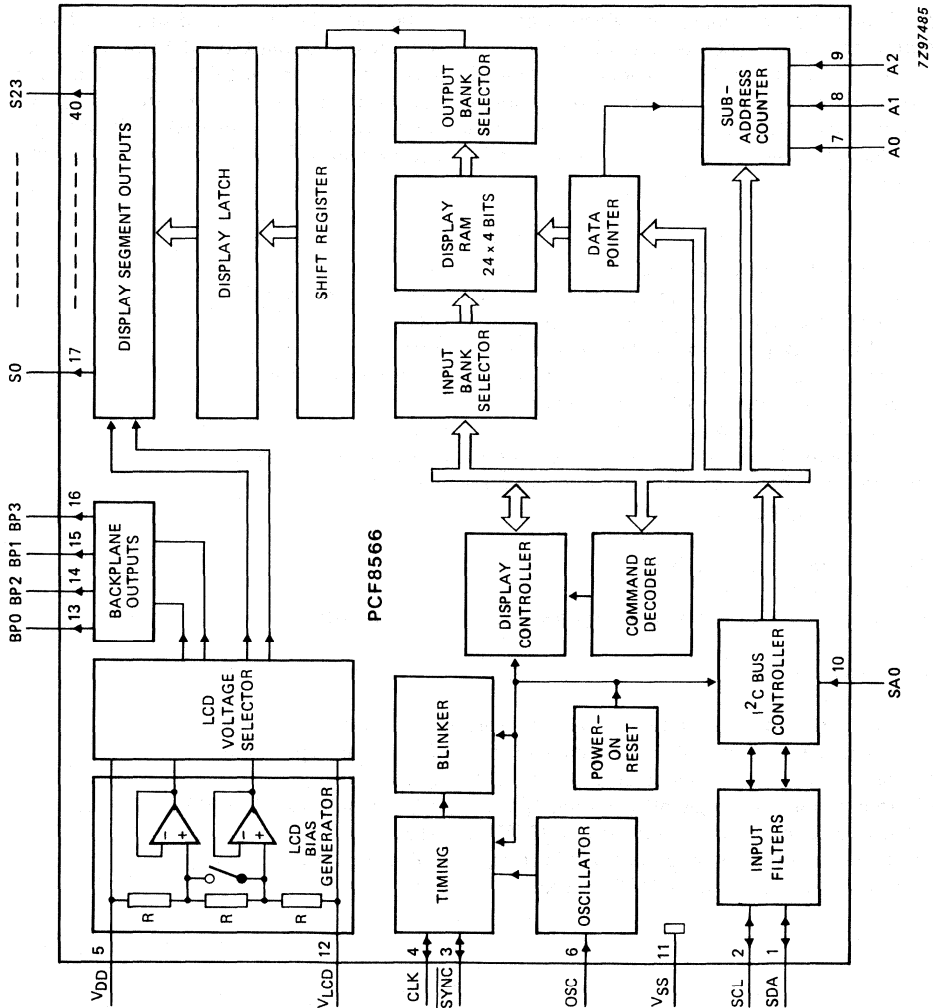 BP0 BP2 BP1 BP3
S0
S23
13
14
15
16
17
40
VDD
5
R
R
R
-
+
-
+
LCD
BIAS
GENERATOR
VLCD
12
LCD
VOLTAGE
SELECTOR
BACKPLANE
OUTPUTS
DISPLAY SEGMENT OUTPUTS
DISPLAY LATCH
SHIFT REGISTER
PCF8566
CLK
4
SYNC
3
TIMING
BLINKER
DISPLAY
CONTROLLER
INPUT
BANK
SELECTOR
DISPLAY
RAM
24 x 4 BITS
OUTPUT
BANK
SELECTOR
OSC
6
OSCILLATOR
POWER-
ON
RESET
COMMAND
DECODER
DATA
POINTER
VSS
11
SCL
2
SDA
1
INPUT
FILTERS
I²C BUS
CONTROLLER
SUB-
ADDRESS
COUNTER
10
SA0
7
8
9
A0
A1
A2
7Z97485